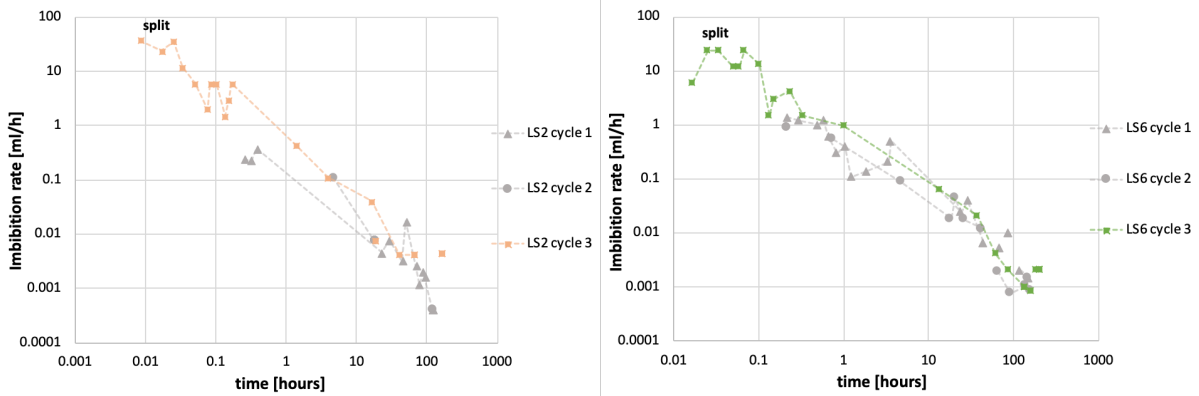 100
10
1
0.1
0.01
0.001
0.0001
Imbibition rate [ml/h]
split
0.001 0.01 0.1 1 10 100 1000
time [hours]
LS2 cycle 1
LS2 cycle 2
LS2 cycle 3
100
10
1
0.1
0.01
0.001
0.0001
Imbibition rate [ml/h]
split
0.01 0.1 1 10 100 1000
time [hours]
LS6 cycle 1
LS6 cycle 2
LS6 cycle 3